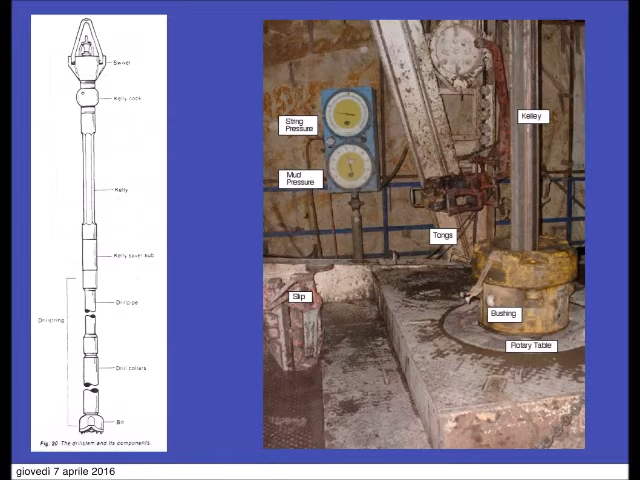 Swivel
Kelly cock
Kelly
Kelly saver sub
Drillpipe
Drillstring
Drill collars
Bit
Fig. 20 The drillstem and its components.
String
Pressure
Mud
Pressure
Kelley
Tongs
Slip
Bushing
Rotary Table
giovedì 7 aprile 2016